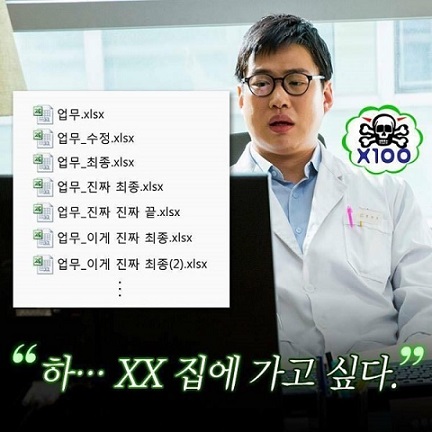 업무.xlsx
업무_수정.xlsx
업무_최종.xlsx
업무_진짜 최종.xlsx
업무_진짜 진짜 끝.xlsx
업무_이게 진짜 최종.xlsx
업무_이게 진짜 최종(2).xlsx
⋮
X100
“하… XX 집에 가고 싶다.”